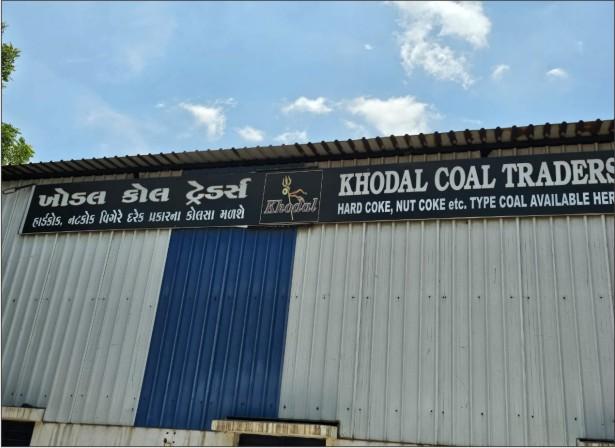 ખોડલ કોલ ટ્રેડર્સ
હાર્ડકોક, નટકોક વિગેરે દરેક પ્રકારના કોલસા મળશે
Khodal
KHODAL COAL TRADERS
HARD COKE, NUT COKE etc. TYPE COAL AVAILABLE HER